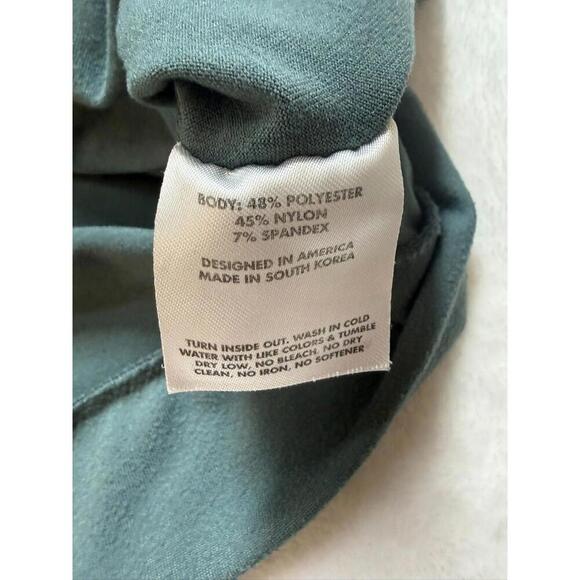 BODY: 48% POLYESTER
45% NYLON
7% SPANDEX
DESIGNED IN AMERICA
MADE IN SOUTH KOREA
TURN INSIDE OUT. WASH IN COLD
WATER WITH LIKE COLORS & TUMBLE
DRY LOW, NO BLEACH. NO DRY
CLEAN, NO IRON, NO SOFTENER